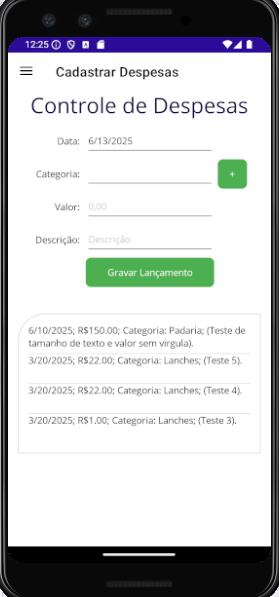 12:25
Cadastrar Despesas
Controle de Despesas
Data: 6/13/2025
Categoria: +
Valor: 0,00
Descrição: Descrição
Gravar Lançamento
6/10/2025; R$150.00; Categoria: Padaria; (Teste de
tamanho de texto e valor sem virgula).
3/20/2025; R$22.00; Categoria: Lanches; (Teste 5).
3/20/2025; R$22.00; Categoria: Lanches; (Teste 4).
3/20/2025; R$1.00; Categoria: Lanches; (Teste 3).